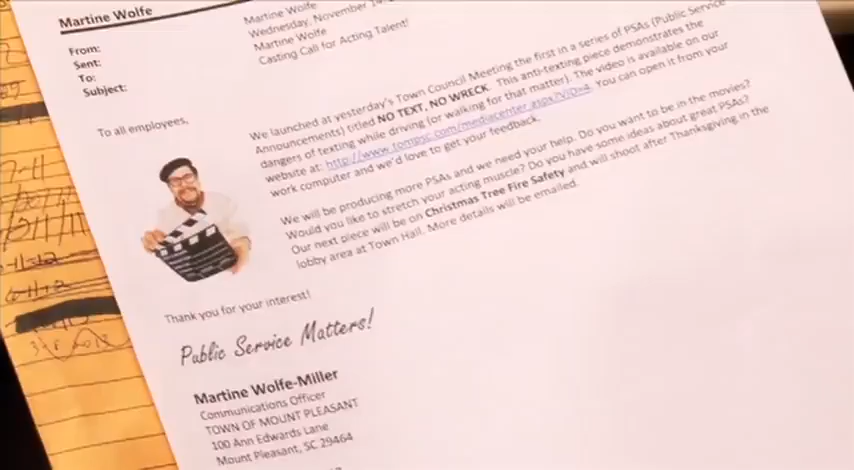 Martine Wolfe
From:
Martine Wolfe
Sent:
Wednesday, November
To:
Martine Wolfe
Subject:
Casting Call for Acting Talent!
To all employees,
We launched at yesterday's Town Council Meeting the first in a series of PSAs (Public Service
Announcements) titled NO TEXT, NO WRECK. This anti-texting piece demonstrates the
dangers of texting while driving (or walking for that matter). The video is available on our
website at: http://www.tompsc.com/mediacenter.aspx?VID=4. You can open it from your
work computer and we'd love to get your feedback.
We will be producing more PSAs and we need your help. Do you want to be in the movies?
Would you like to stretch your acting muscle? Do you have some ideas about great PSAs?
Our next piece will be on Christmas Tree Fire Safety and will shoot after Thanksgiving in the
lobby area at Town Hall. More details will be emailed.
Thank you for your interest!
Public Service Matters!
Martine Wolfe-Miller
Communications Officer
TOWN OF MOUNT PLEASANT
100 Ann Edwards Lane
Mount Pleasant, SC 29464